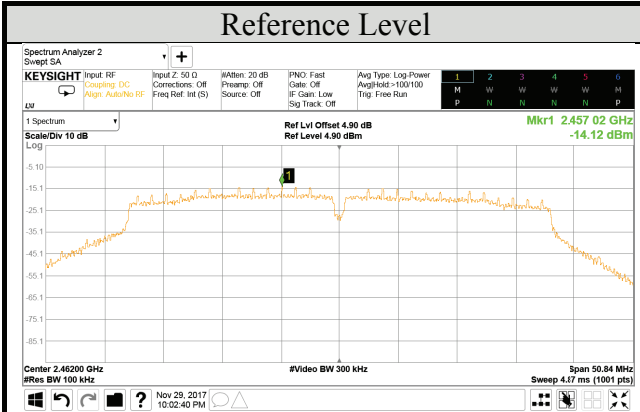 Reference Level
Spectrum Analyzer 2
Swept SA
KEYSIGHT
Input: RF
Coupling: DC
Align: Auto/No RF
Input Z: 50 Ω
Corrections: Off
Freq Ref: Int (S)
#Atten: 20 dB
Preamp: Off
Source: Off
PNO: Fast
Gate: Off
IF Gain: Low
Sig Track: Off
Avg Type: Log-Power
Avg|Hold:>100/100
Trig: Free Run
1 2 3 4 5 6
M W W W W M
P N N N N P
LXI
1 Spectrum
Scale/Div 10 dB
Ref Lvl Offset 4.90 dB
Ref Level 4.90 dBm
Mkr1 2.457 02 GHz
-14.12 dBm
Log
1
-5.10
-15.1
-25.1
-35.1
-45.1
-55.1
-65.1
-75.1
-85.1
Center 2.46200 GHz
#Video BW 300 kHz
Span 50.84 MHz
#Res BW 100 kHz
Sweep 4.87 ms (1001 pts)
?
Nov 29, 2017
10:02:40 PM